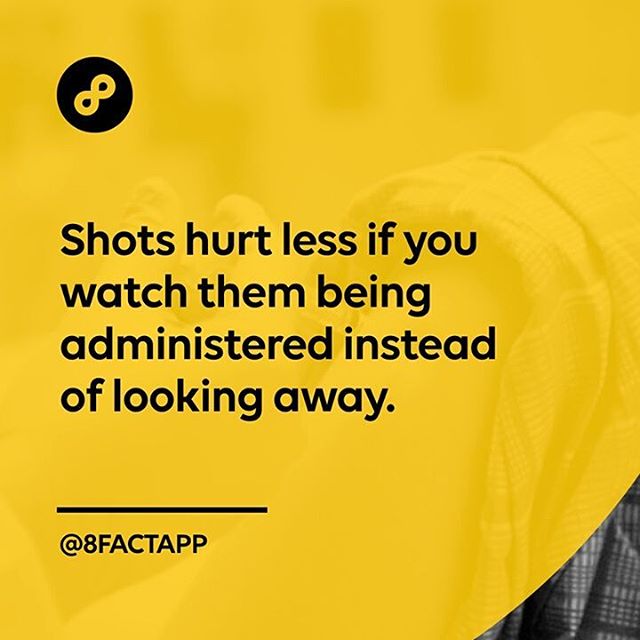 Shots hurt less if you
watch them being
administered instead
of looking away.
@8FACTAPP